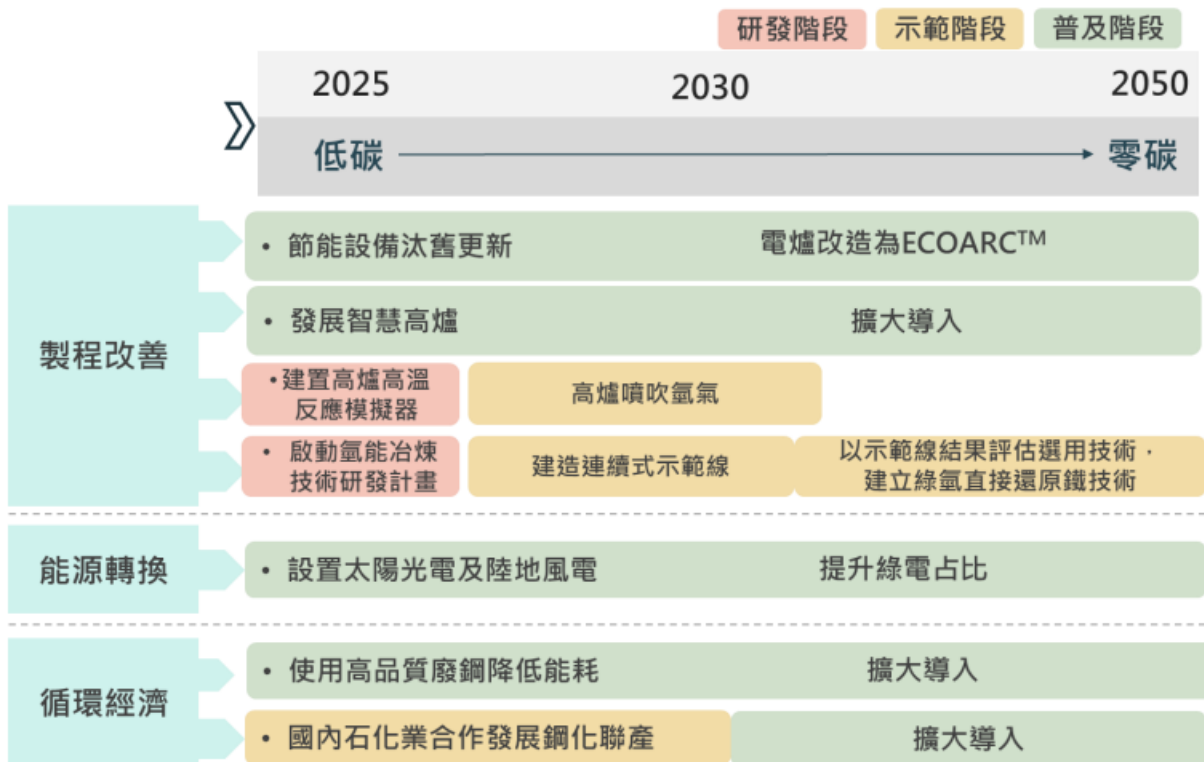 研發階段 示範階段 普及階段
2025 2030 2050
低碳 零碳
製程改善
• 節能設備汰舊更新 電爐改造為ECOARC™
• 發展智慧高爐 擴大導入
•建置高爐高溫
反應模擬器
高爐噴吹氫氣
• 啟動氫能冶煉
技術研發計畫
建造連續式示範線
以示範線結果評估選用技術，
建立綠氫直接還原鐵技術
能源轉換
• 設置太陽光電及陸地風電 提升綠電占比
循環經濟
• 使用高品質廢鋼降低能耗 擴大導入
• 國內石化業合作發展鋼化聯產 擴大導入